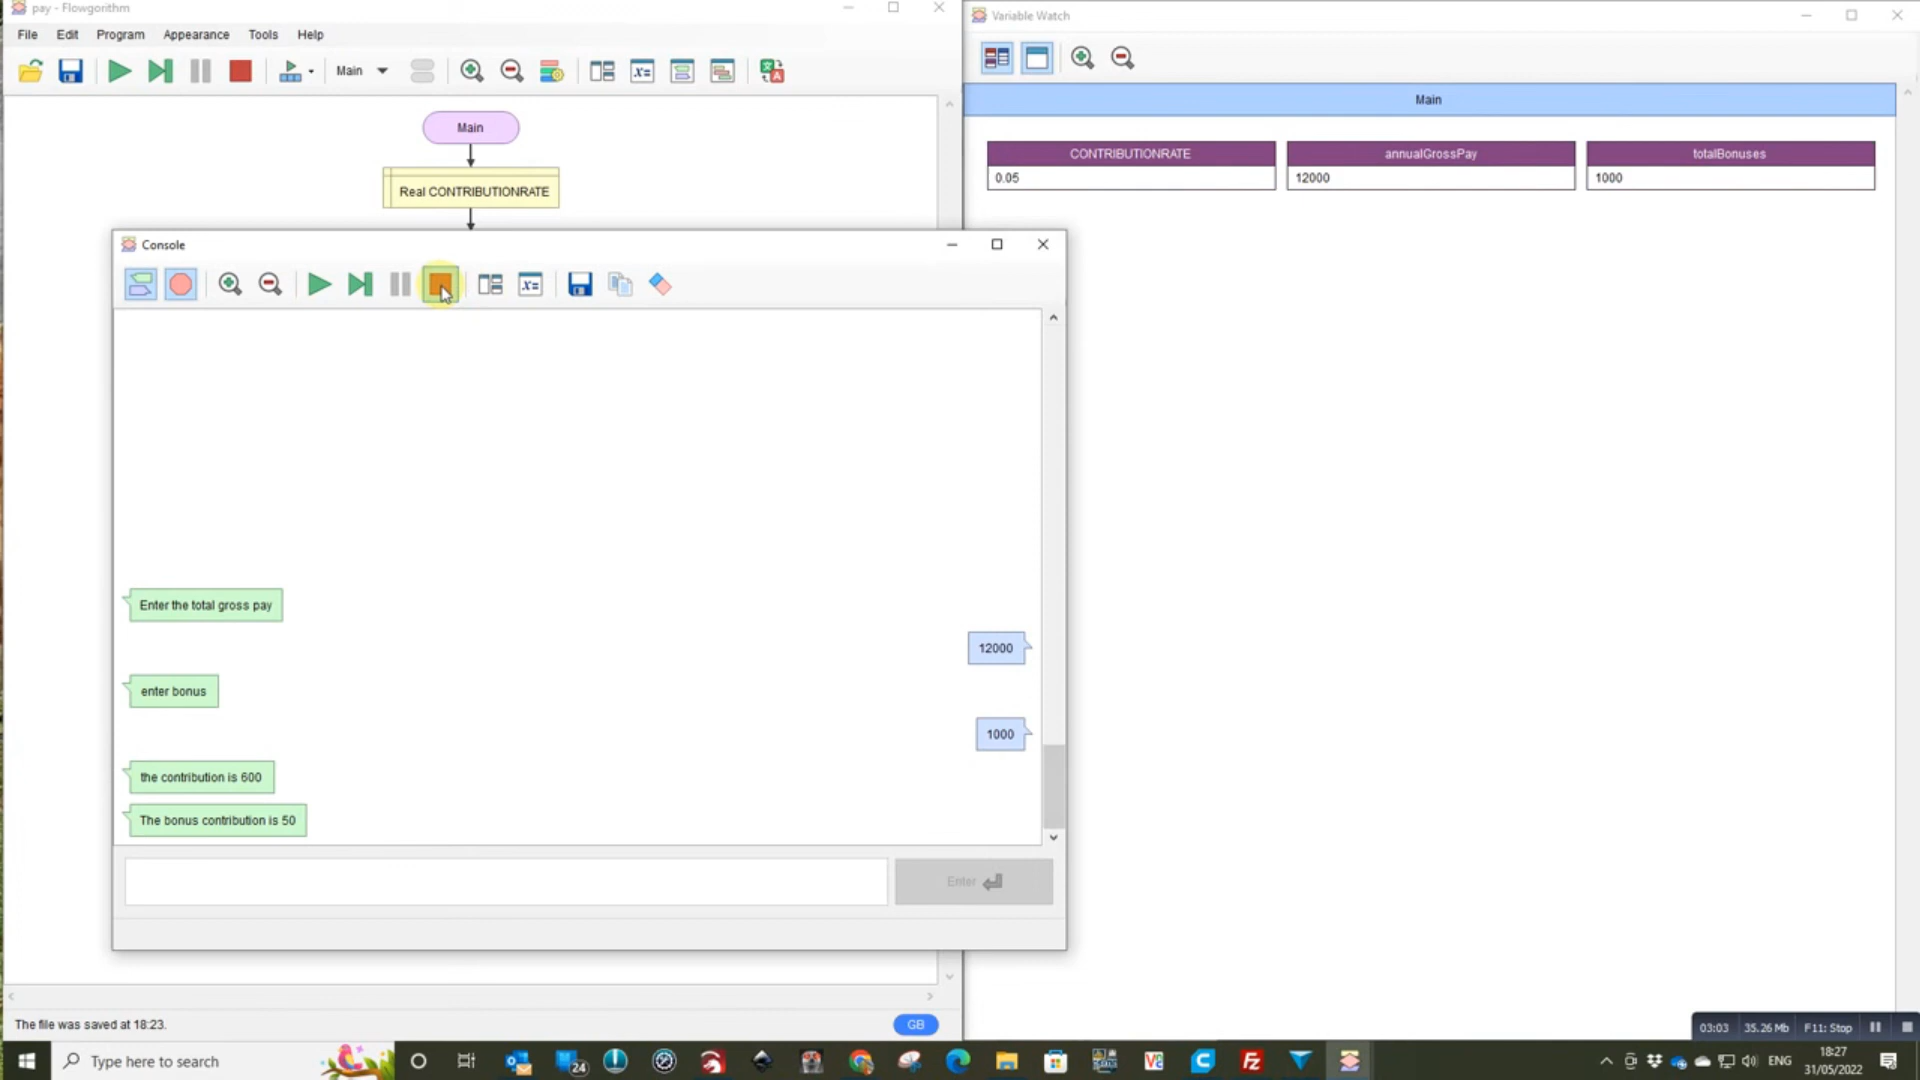 pay - Flowgorithm
File Edit Program Appearance Tools Help
Main
Main
Real CONTRIBUTIONRATE
Console
Enter the total gross pay
12000
enter bonus
1000
the contribution is 600
The bonus contribution is 50
Enter
The file was saved at 18:23.
GB
Variable Watch
Main
CONTRIBUTIONRATE annualGrossPay totalBonuses
0.05 12000 1000
03:03 35.26 Mb F11: Stop
Type here to search
24
ENG
18:27
31/05/2022